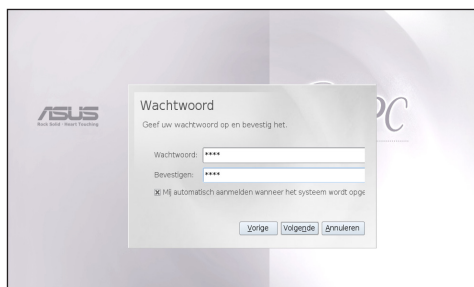 ASUS
Rock Solid · Heart Touching
PC
Wachtwoord
Geef uw wachtwoord op en bevestig het.
Wachtwoord: ****
Bevestigen: ****
Mij automatisch aanmelden wanneer het systeem wordt opge
Vorige Volgende Annuleren